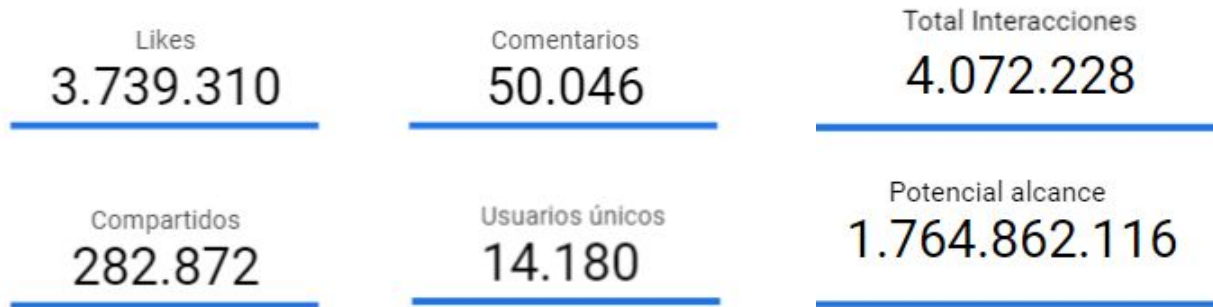 Likes
3.739.310
Comentarios
50.046
Total Interacciones
4.072.228
Compartidos
282.872
Usuarios únicos
14.180
Potencial alcance
1.764.862.116